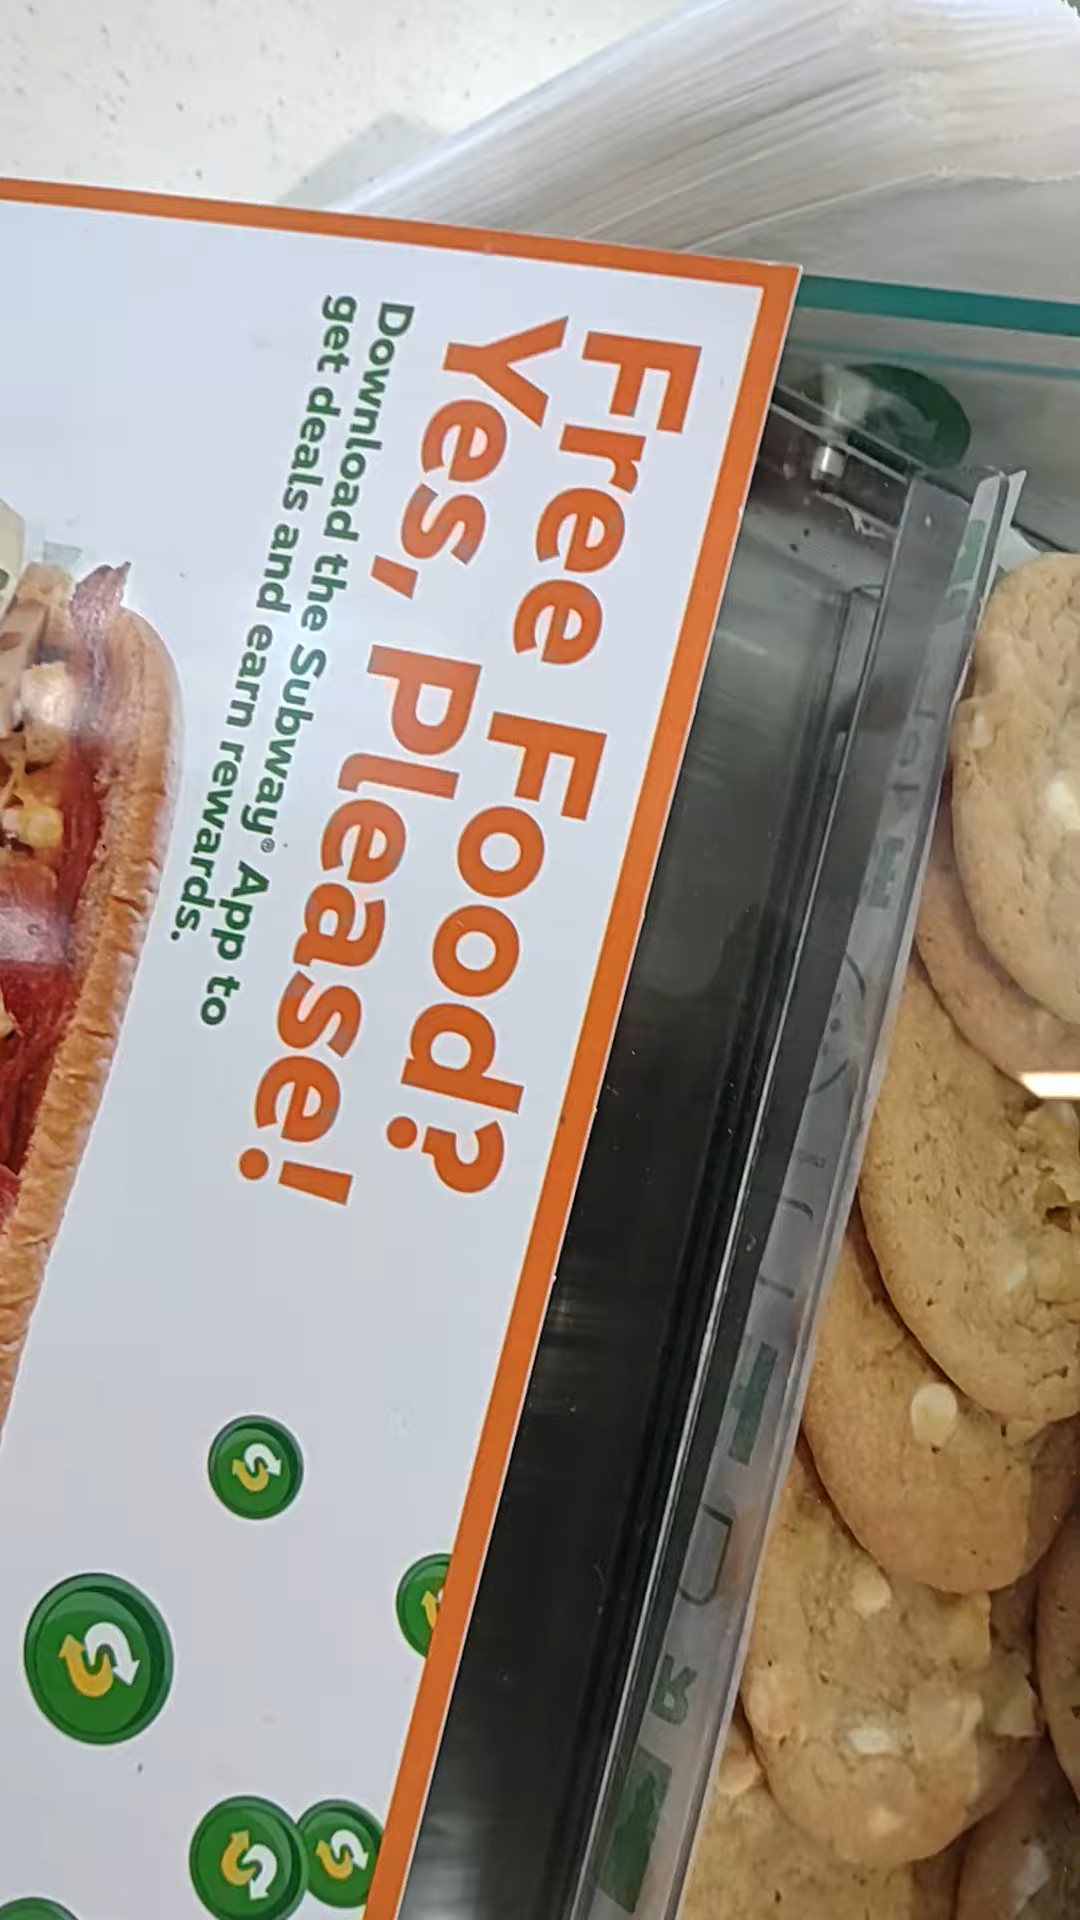 Free Food?
Yes, Please!
Download the Subway® App to
get deals and earn rewards.